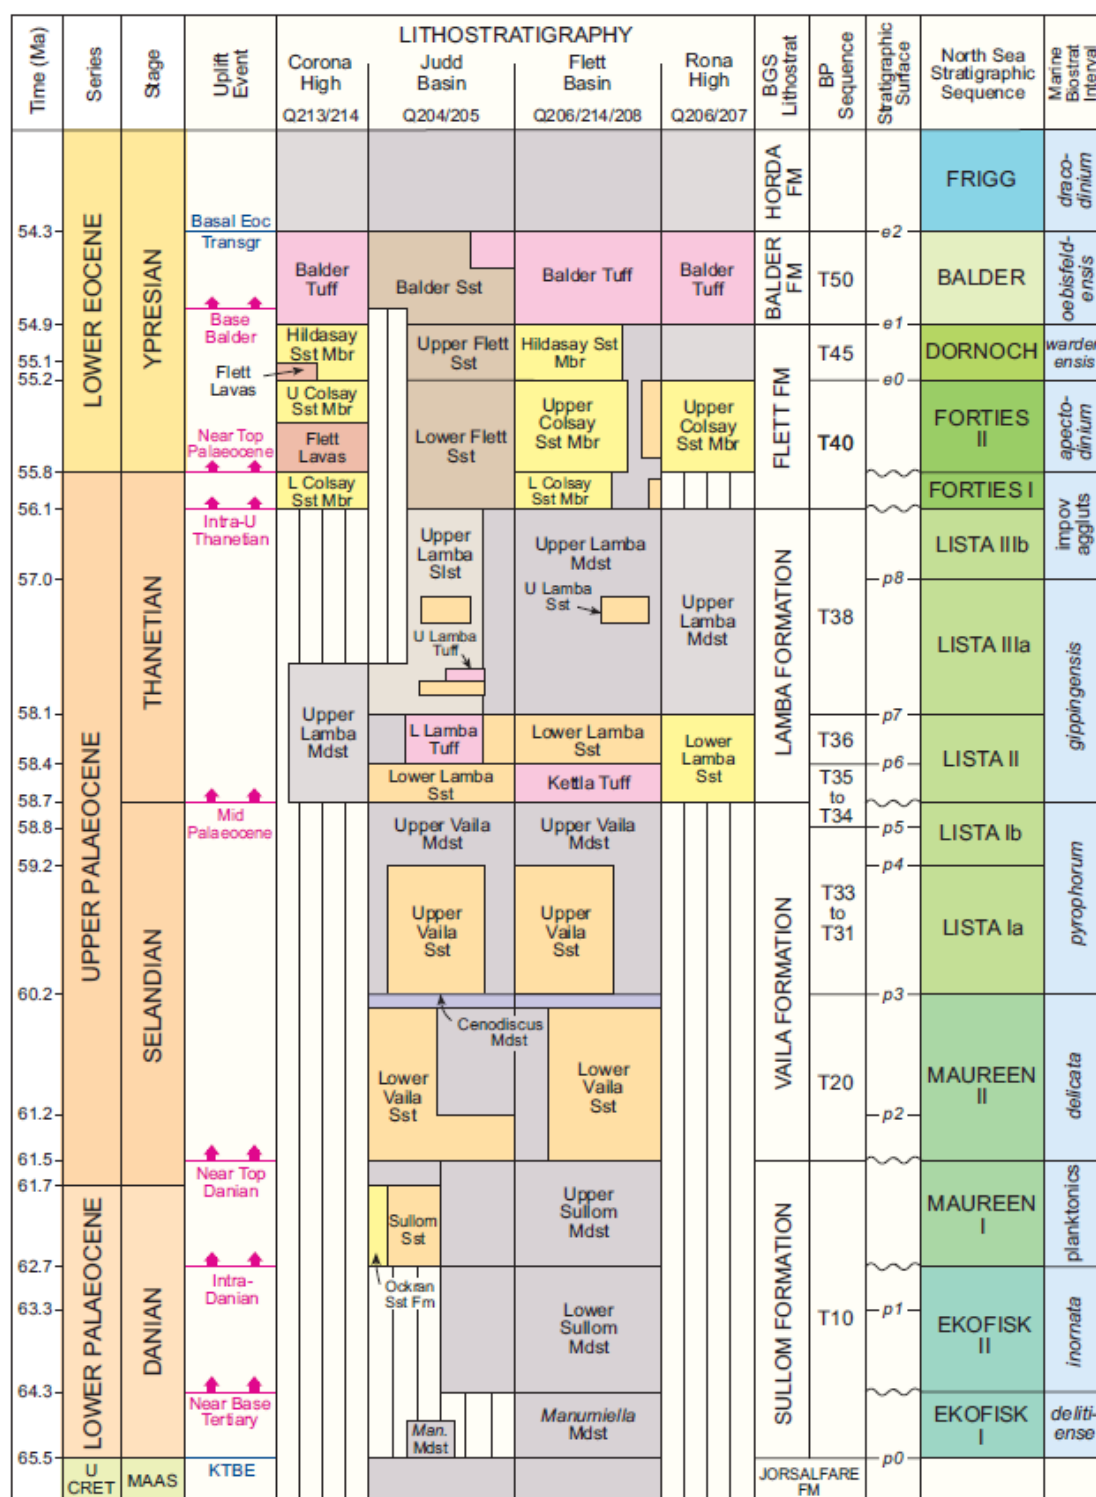 Time (Ma)
Series
Stage
Uplift
Event
LITHOSTRATIGRAPHY
Corona
High
Q213/214
Judd
Basin
Q204/205
Flett
Basin
Q206/214/208
Rona
High
Q206/207
BGS
Lithostrat
BP
Sequence
Stratigraphic
Surface
North Sea
Stratigraphic
Sequence
Marine
Biostrat
Interval
54.3
54.9
55.1
55.2
55.8
56.1
57.0
58.1
58.4
58.7
58.8
59.2
60.2
61.2
61.5
61.7
62.7
63.3
64.3
65.5
LOWER EOCENE
UPPER PALAEOCENE
LOWER PALAEOCENE
U
CRET
YPRESIAN
THANETIAN
SELANDIAN
DANIAN
MAAS
Basal Eoc
Transgr
Base
Balder
Flett
Lavas
Near Top
Palaeocene
Intra-U
Thanetian
Mid
Palaeocene
Near Top
Danian
Intra-
Danian
Near Base
Tertiary
KTBE
Balder
Tuff
Hildasay
Sst Mbr
U Colsay
Sst Mbr
Flett
Lavas
L Colsay
Sst Mbr
Upper
Lamba
Mdst
Balder Sst
Upper Flett
Sst
Lower Flett
Sst
Upper
Lamba
Slst
U Lamba
Tuff
L Lamba
Tuff
Lower Lamba
Sst
Upper Vaila
Mdst
Upper
Vaila
Sst
Cenodiscus
Mdst
Lower
Vaila
Sst
Sullom
Sst
Ockran
Sst Fm
Man.
Mdst
Balder Tuff
Hildasay Sst
Mbr
Upper
Colsay
Sst Mbr
L Colsay
Sst Mbr
Upper Lamba
Mdst
U Lamba
Sst
Lower Lamba
Sst
Kettla Tuff
Upper Vaila
Mdst
Upper
Vaila
Sst
Lower
Vaila
Sst
Upper
Sullom
Mdst
Lower
Sullom
Mdst
Manumiella
Mdst
Balder
Tuff
Upper
Colsay
Sst Mbr
Upper
Lamba
Mdst
Lower
Lamba
Sst
HORDA
FM
BALDER
FM
FLETT FM
LAMBA FORMATION
VAILA FORMATION
SULLOM FORMATION
JORSALFARE
FM
T50
T45
T40
T38
T36
T35
to
T34
T33
to
T31
T20
T10
e2
e1
e0
p8
p7
p6
p5
p4
p3
p2
p1
p0
FRIGG
BALDER
DORNOCH
FORTIES
II
FORTIES I
LISTA IIIb
LISTA IIIa
LISTA II
LISTA Ib
LISTA Ia
MAUREEN
II
MAUREEN
I
EKOFISK
II
EKOFISK
I
draco-
dinium
oebisfeld-
ensis
warden
ensis
apecto-
dinium
impov
aggluts
gippingensis
pyrophorum
delicata
planktonics
inornata
deliti-
ense